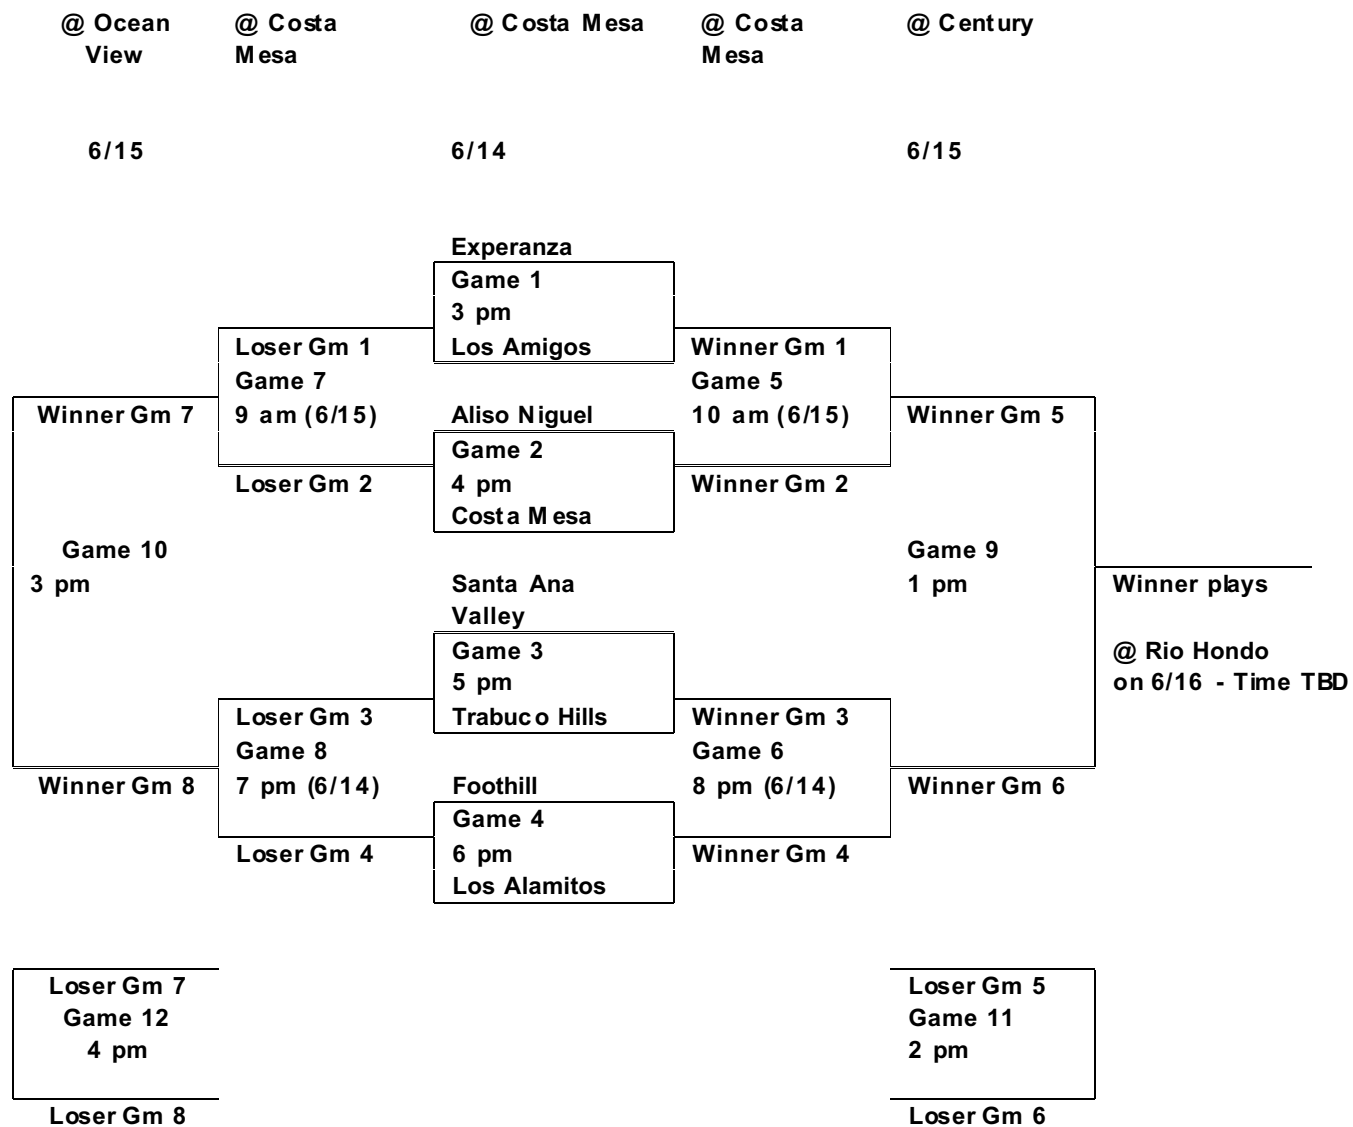 @ Ocean View
@ Costa Mesa
@ Costa Mesa
@ Costa Mesa
@ Century
6/15
6/14
6/15
Experanza
Game 1
3 pm
Los Amigos
Loser Gm 1
Game 7
9 am (6/15)
Loser Gm 2
Winner Gm 1
Game 5
10 am (6/15)
Winner Gm 2
Winner Gm 7
Aliso Niguel
Game 2
4 pm
Costa Mesa
Winner Gm 5
Game 10
3 pm
Game 9
1 pm
Winner plays
@ Rio Hondo
on 6/16 - Time TBD
Santa Ana
Valley
Game 3
5 pm
Trabuco Hills
Loser Gm 3
Game 8
7 pm (6/14)
Loser Gm 4
Winner Gm 3
Game 6
8 pm (6/14)
Winner Gm 4
Winner Gm 8
Foothill
Game 4
6 pm
Los Alamitos
Winner Gm 6
Loser Gm 7
Game 12
4 pm
Loser Gm 8
Loser Gm 5
Game 11
2 pm
Loser Gm 6